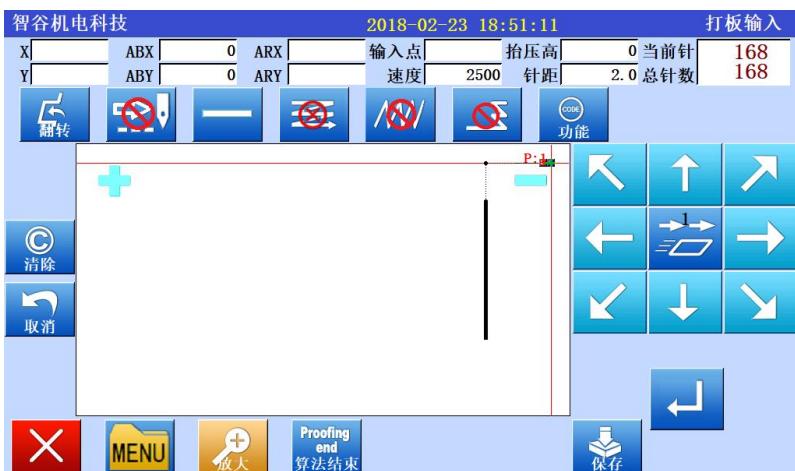 智谷机电科技 2018-02-23 18:51:11 打板输入
X ABX 0 ARX 输入点 抬压高 0 当前针 168
Y ABY 0 ARY 速度 2500 针距 2.0 总针数 168
翻转
CODE
功能
P:1
1
C
清除
取消
MENU
放大
Proofing
end
算法结束
保存